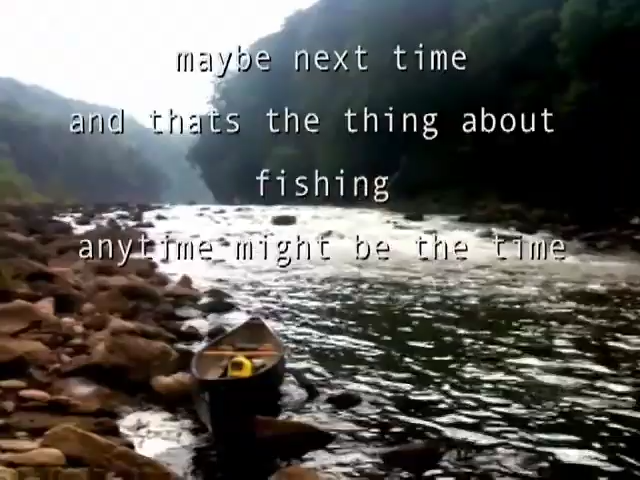 maybe next time
and thats the thing about
fishing
anytime might be the time